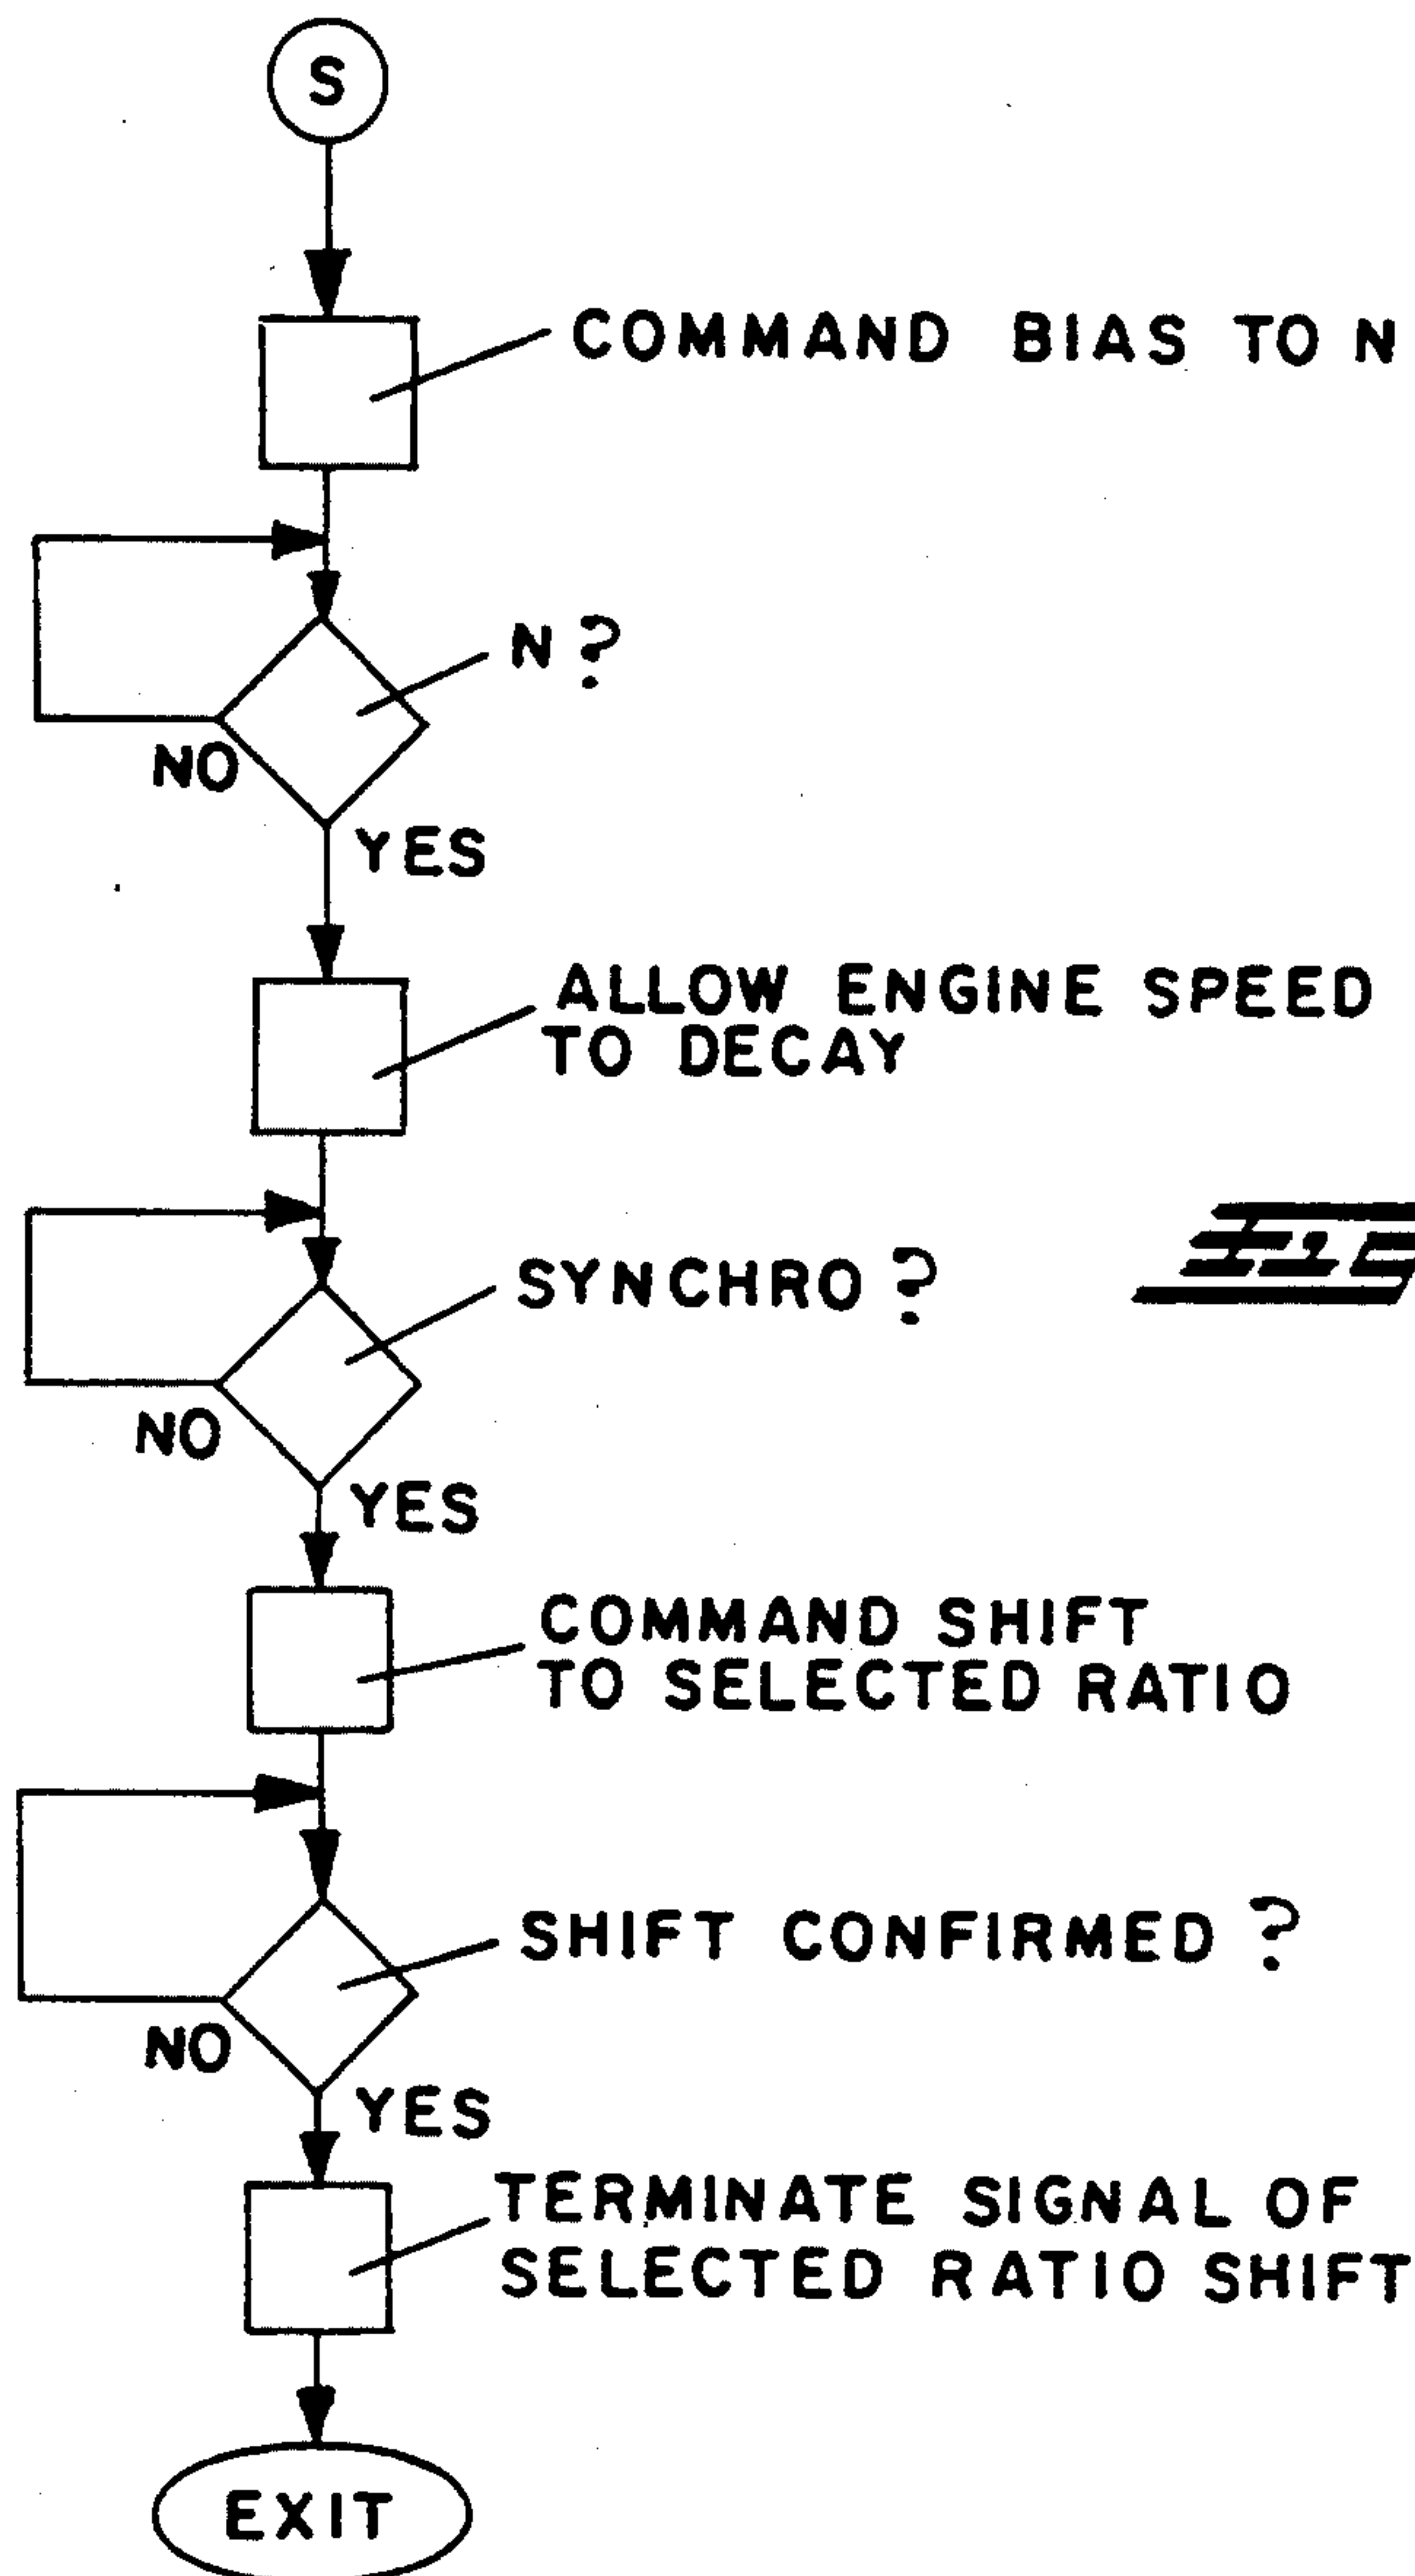 S
COMMAND BIAS TO N
N?
NO
YES
ALLOW ENGINE SPEED
TO DECAY
SYNCHRO?
NO
YES
COMMAND SHIFT
TO SELECTED RATIO
SHIFT CONFIRMED?
NO
YES
TERMINATE SIGNAL OF
SELECTED RATIO SHIFT
EXIT